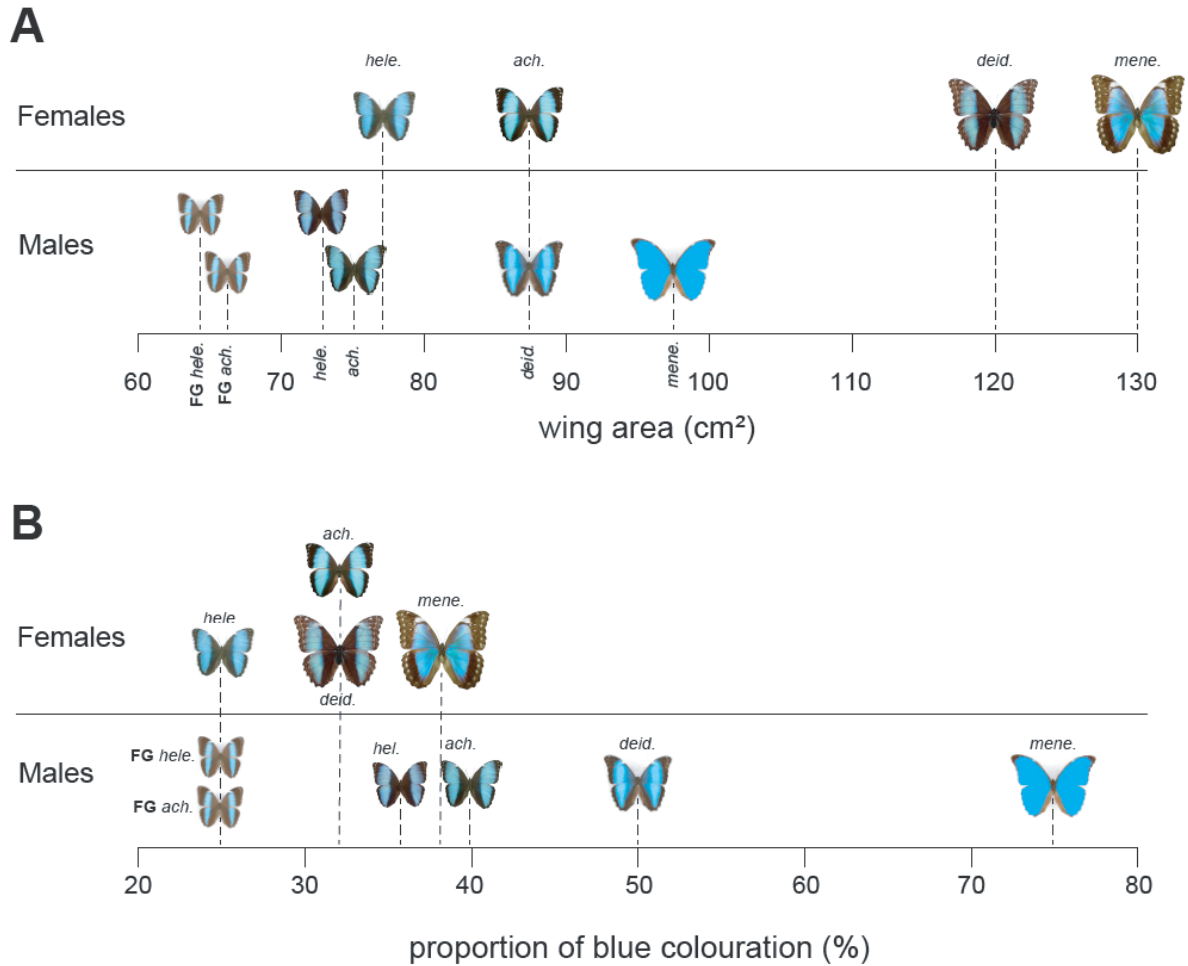 A
hele. ach. deid. mene.
Females
Males
FG hele. FG ach. hele. ach. deid. mene.
60 70 80 90 100 110 120 130
wing area (cm²)
B
ach.
hele mene.
Females
deid.
FG hele. hel. ach. deid. mene.
Males
FG ach.
20 30 40 50 60 70 80
proportion of blue colouration (%)